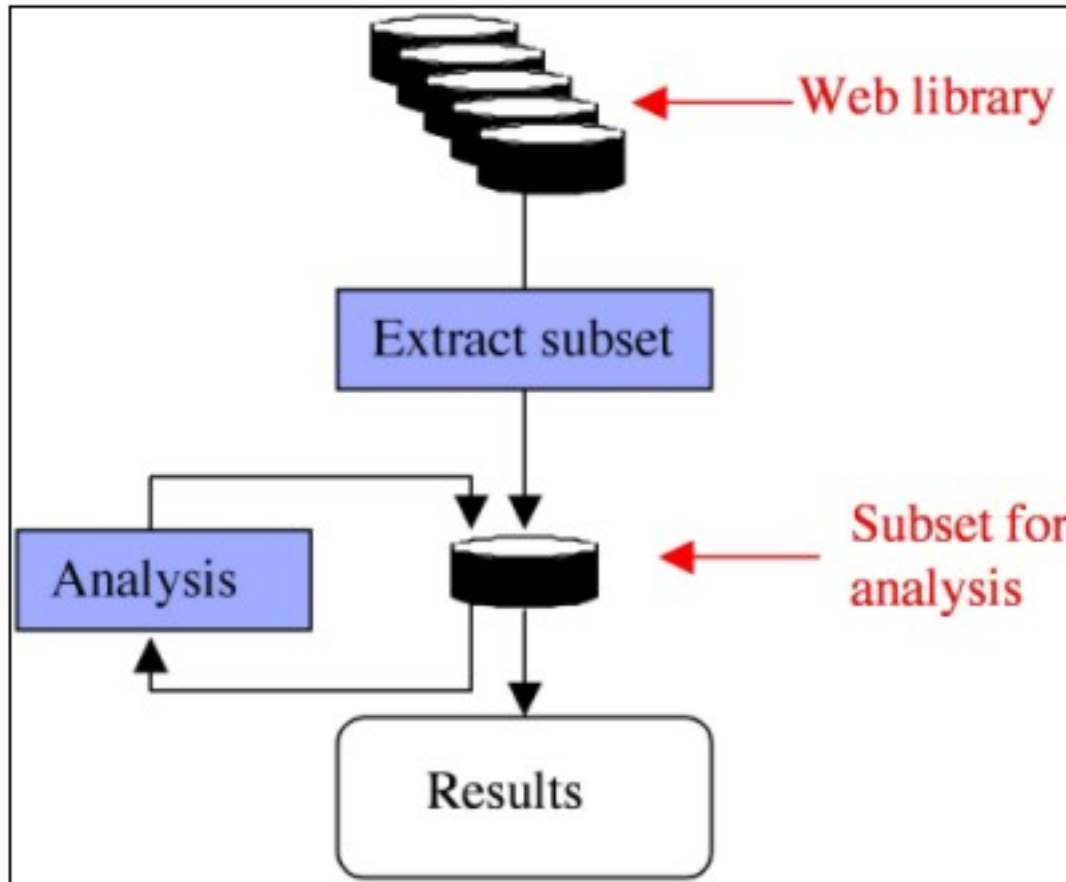 Web library
Extract subset
Subset for
analysis
Analysis
Results